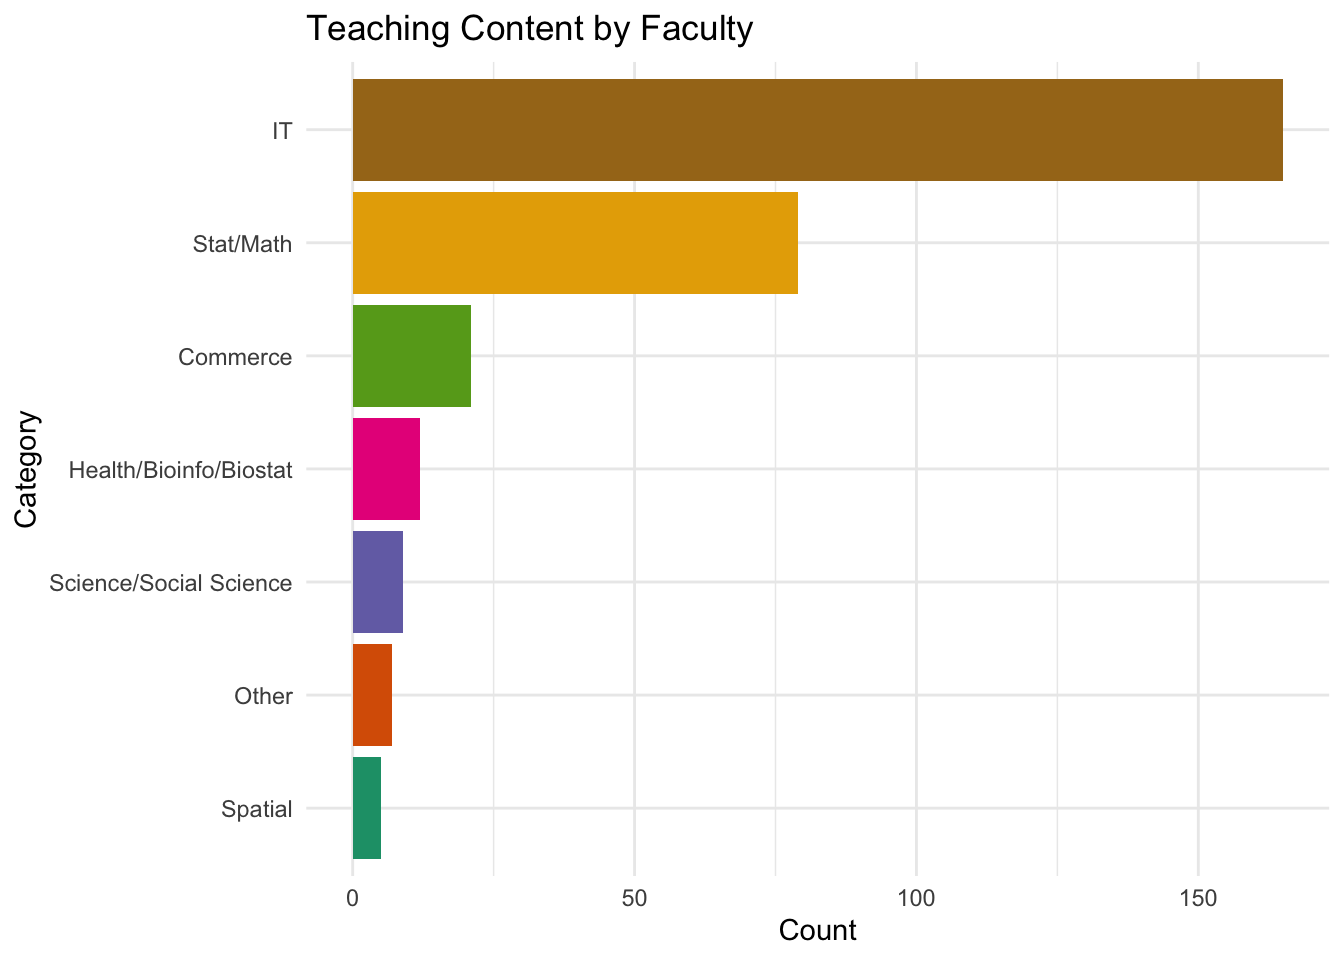 Teaching Content by Faculty
IT
Stat/Math
Commerce
Health/Bioinfo/Biostat
Science/Social Science
Other
Spatial
Category
0 50 100 150
Count